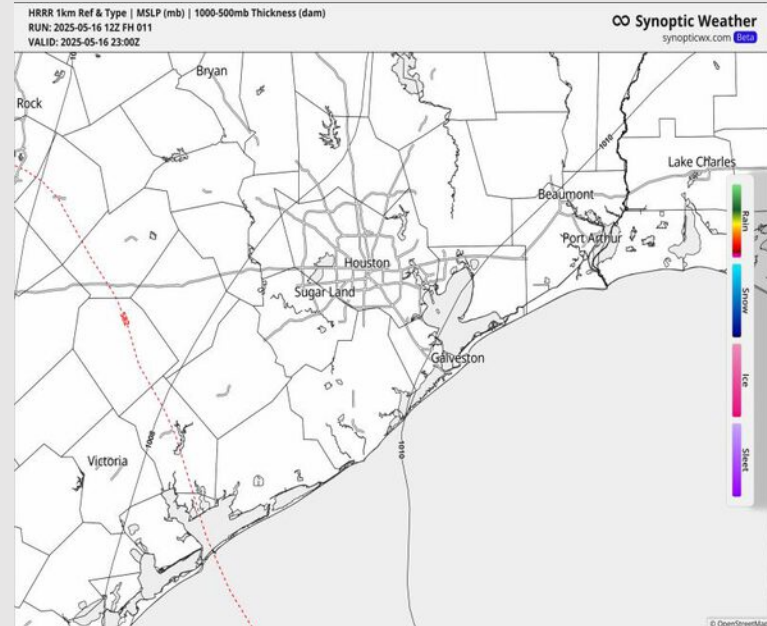 HRRR 1km Ref & Type | MSLP (mb) | 1000-500mb Thickness (dam)
RUN: 2025-05-16 12Z FH 011
VALID: 2025-05-16 23:00Z
Synoptic Weather
synopticwx.com Beta
Bryan
Rock
1010
Lake Charles
Beaumont
Rain
Port Arthur
Houston
Sugar Land
Snow
Galveston
Ice
1008
1010
Victoria
Sleet
© OpenStreetMap